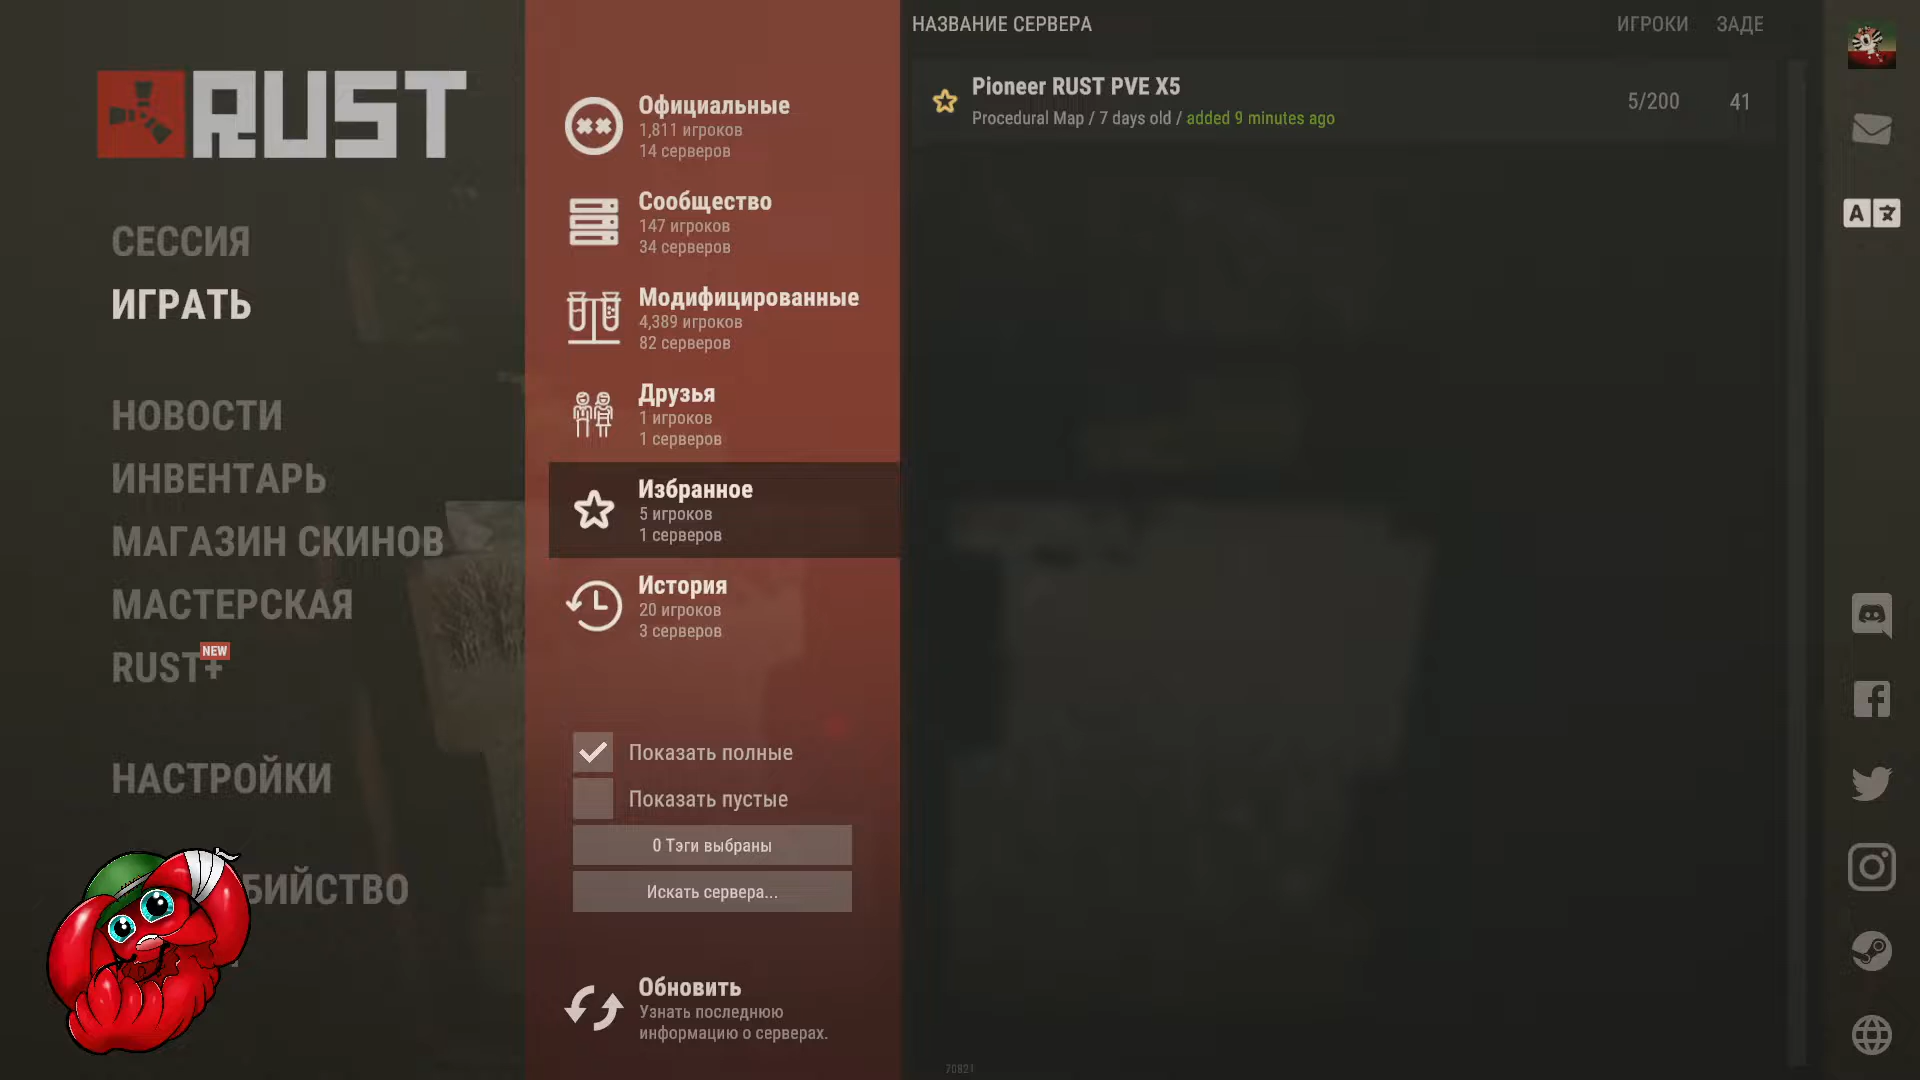 RUST
СЕССИЯ
ИГРАТЬ
НОВОСТИ
ИНВЕНТАРЬ
МАГАЗИН СКИНОВ
МАСТЕРСКАЯ
RUST+
NEW
НАСТРОЙКИ
БИЙСТВО
Официальные
1,811 игроков
14 серверов
Сообщество
147 игроков
34 серверов
Модифицированные
4,389 игроков
82 серверов
Друзья
1 игроков
1 серверов
Избранное
5 игроков
1 серверов
История
20 игроков
3 серверов
Показать полные
Показать пустые
0 Тэги выбраны
Искать сервера...
Обновить
Узнать последнюю
информацию о серверах.
НАЗВАНИЕ СЕРВЕРА
ИГРОКИ
ЗАДЕ
Pioneer RUST PVE X5
5/200
41
Procedural Map / 7 days old / added 9 minutes ago
A
70821